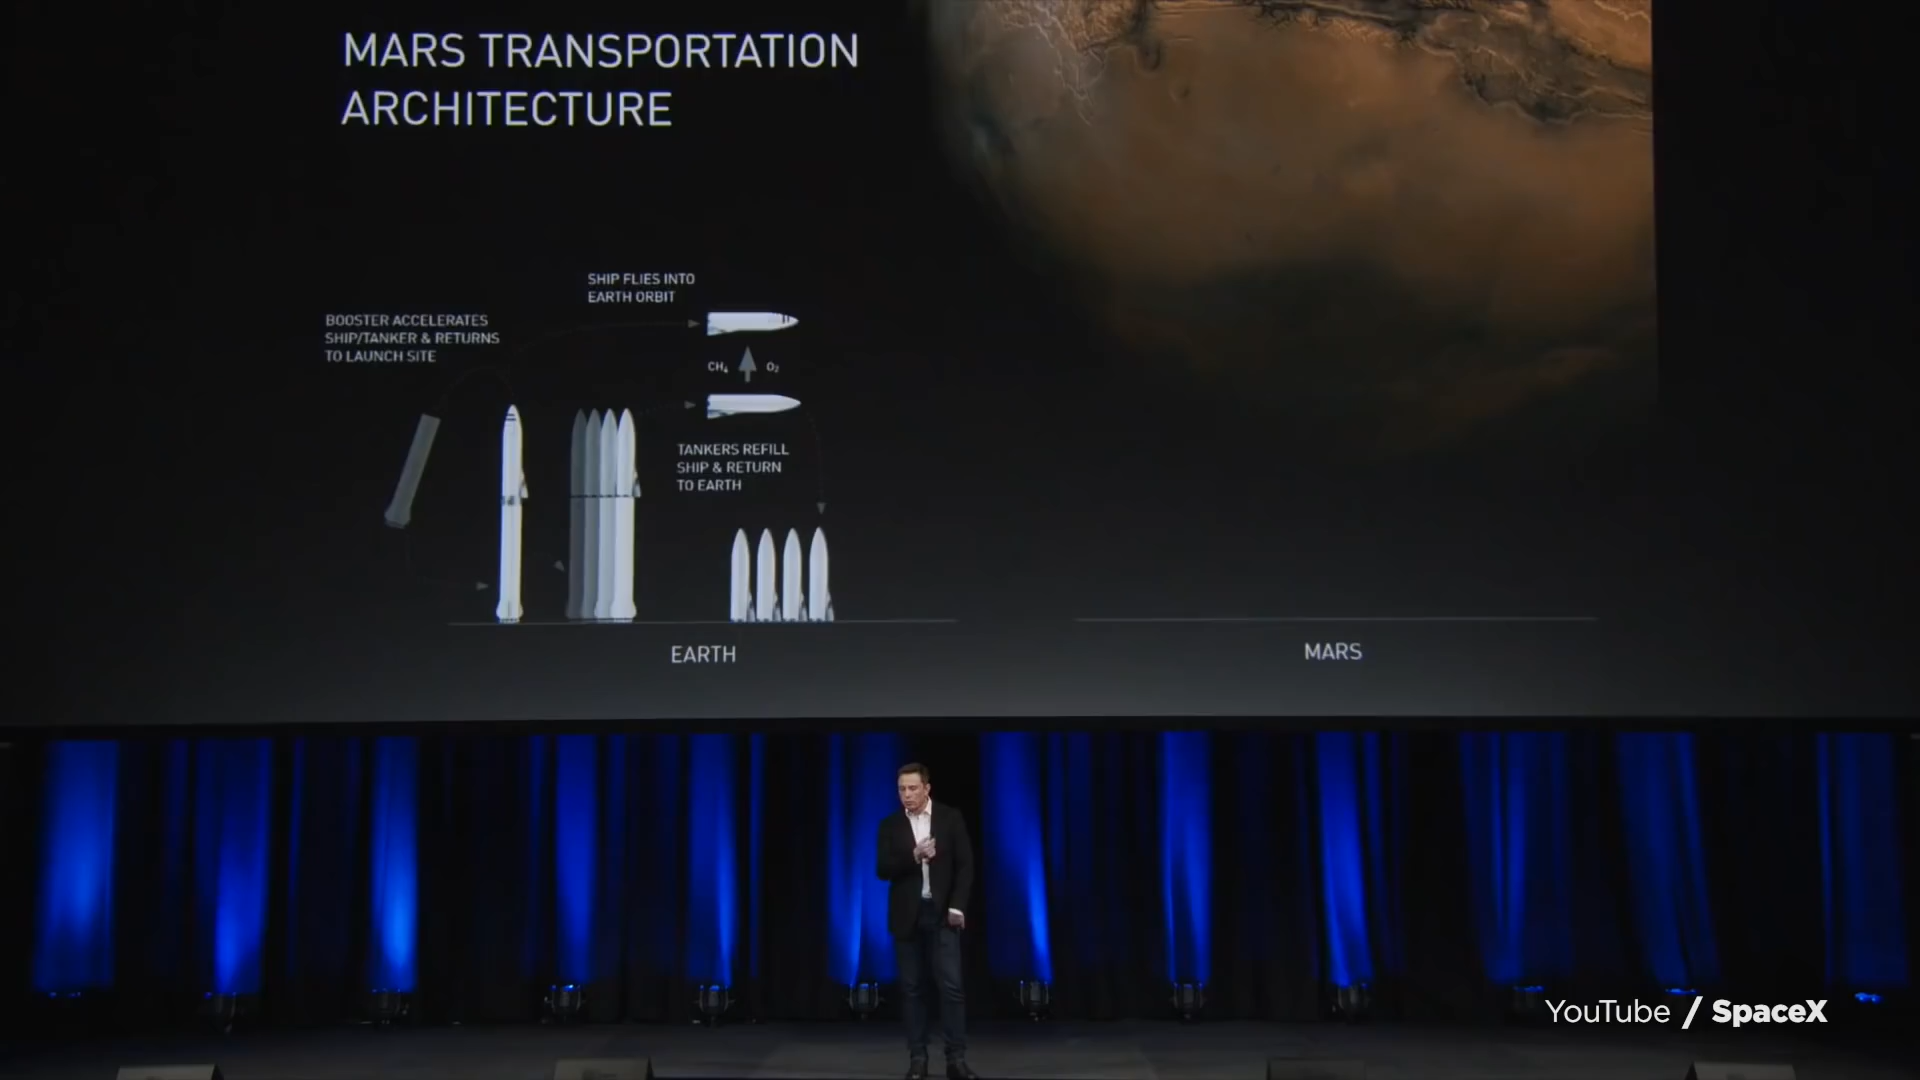 MARS TRANSPORTATION
ARCHITECTURE
SHIP FLIES INTO
EARTH ORBIT
BOOSTER ACCELERATES
SHIP/TANKER & RETURNS
TO LAUNCH SITE
CH₄ O₂
TANKERS REFILL
SHIP & RETURN
TO EARTH
EARTH
MARS
YouTube / SpaceX